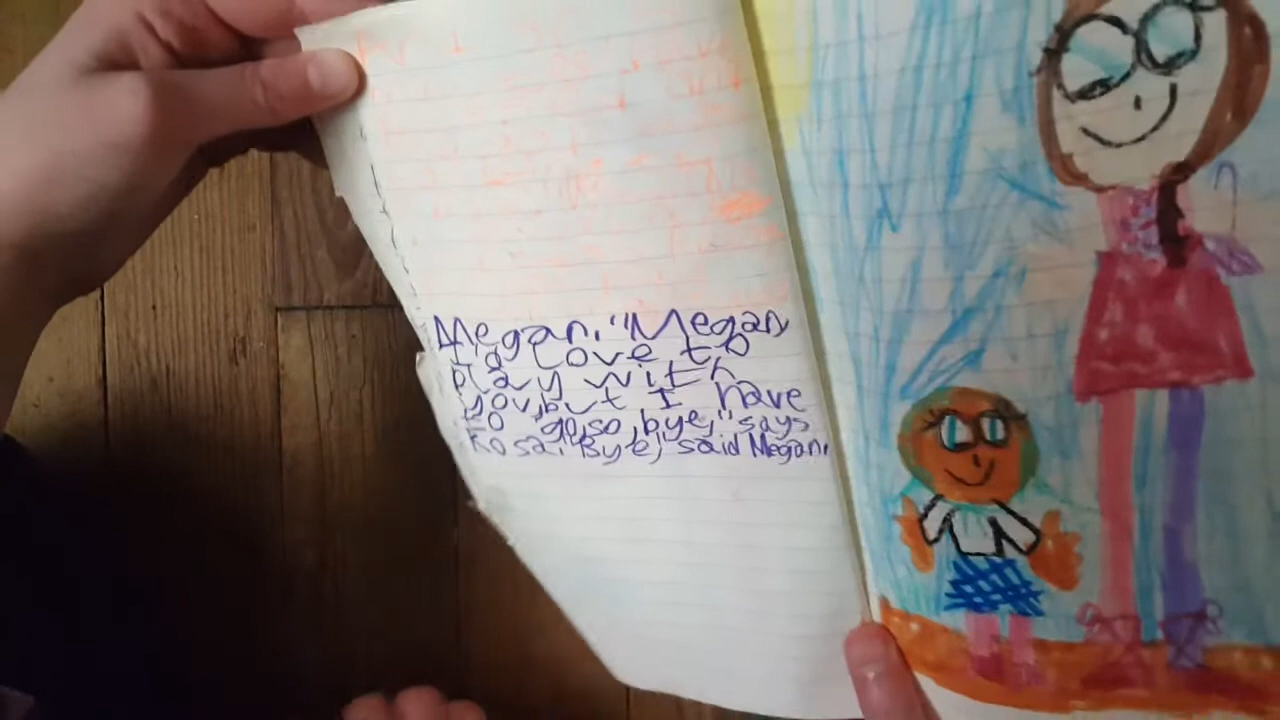 Megan. "Megan
I'd love to
play with
you, but I have
to go, so, bye," says
Rosa. "Bye," said Megan.